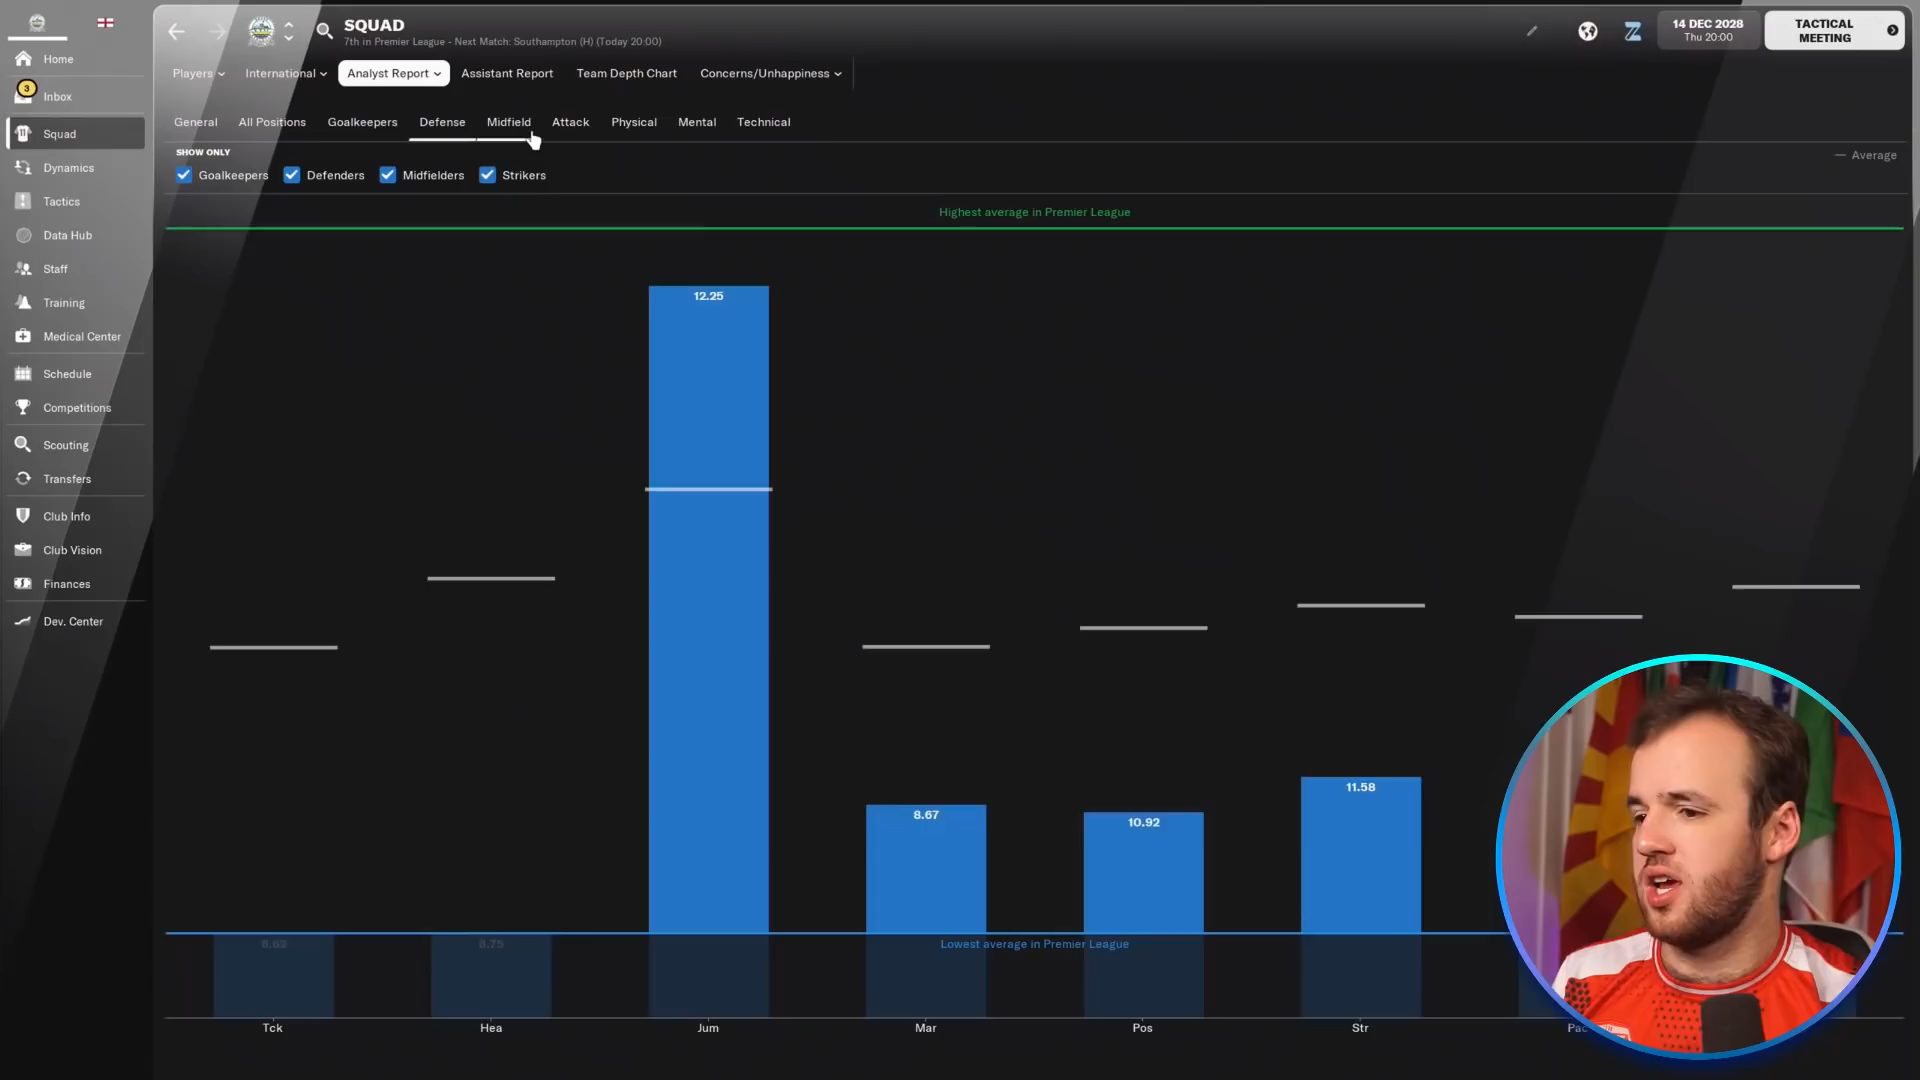 SQUAD
7th in Premier League - Next Match: Southampton (H) (Today 20:00)
14 DEC 2028
Thu 20:00
TACTICAL
MEETING
Home
3
Inbox
Squad
Dynamics
Tactics
Data Hub
Staff
Training
Medical Center
Schedule
Competitions
Scouting
Transfers
Club Info
Club Vision
Finances
Dev. Center
Players
International
Analyst Report
Assistant Report
Team Depth Chart
Concerns/Unhappiness
General
All Positions
Goalkeepers
Defense
Midfield
Attack
Physical
Mental
Technical
SHOW ONLY
Goalkeepers
Defenders
Midfielders
Strikers
Average
Highest average in Premier League
12.25
8.67
10.92
11.58
Lowest average in Premier League
8.75
Tck
Hea
Jum
Mar
Pos
Str